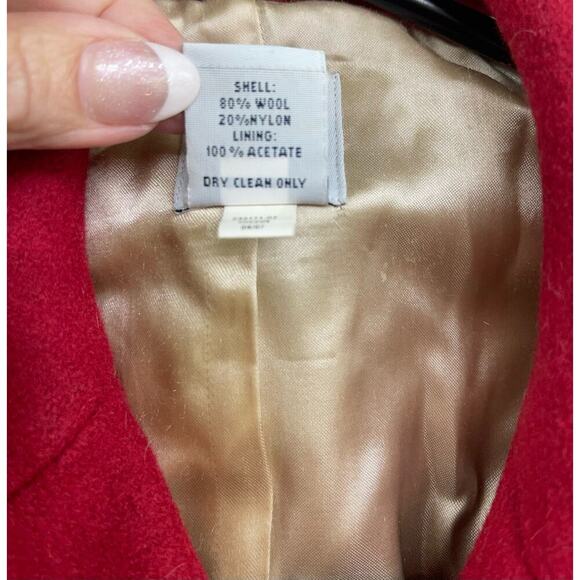 SHELL:
80% WOOL
20%NYLON
LINING:
100% ACETATE
DRY CLEAN ONLY